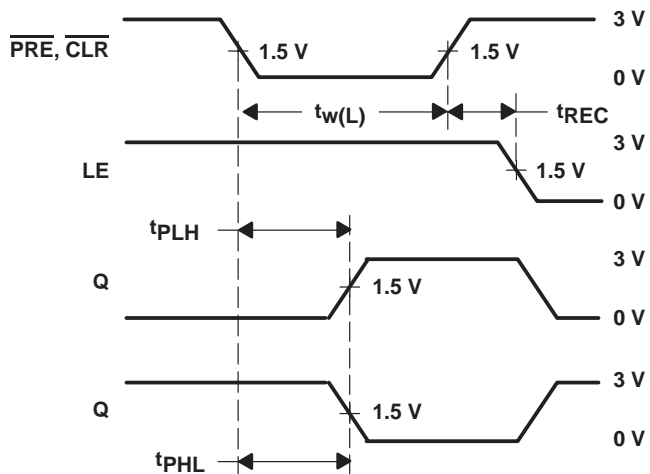 3 V
PRE, CLR
1.5 V
1.5 V
0 V
tw(L)
tREC
3 V
LE
1.5 V
0 V
tPLH
3 V
Q
1.5 V
0 V
3 V
Q
1.5 V
0 V
tPHL